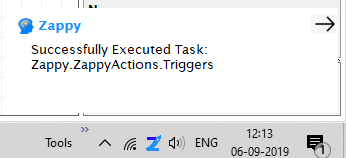 Zappy
Successfully Executed Task:
Zappy.ZappyActions.Triggers
Tools
ENG
12:13
06-09-2019
1